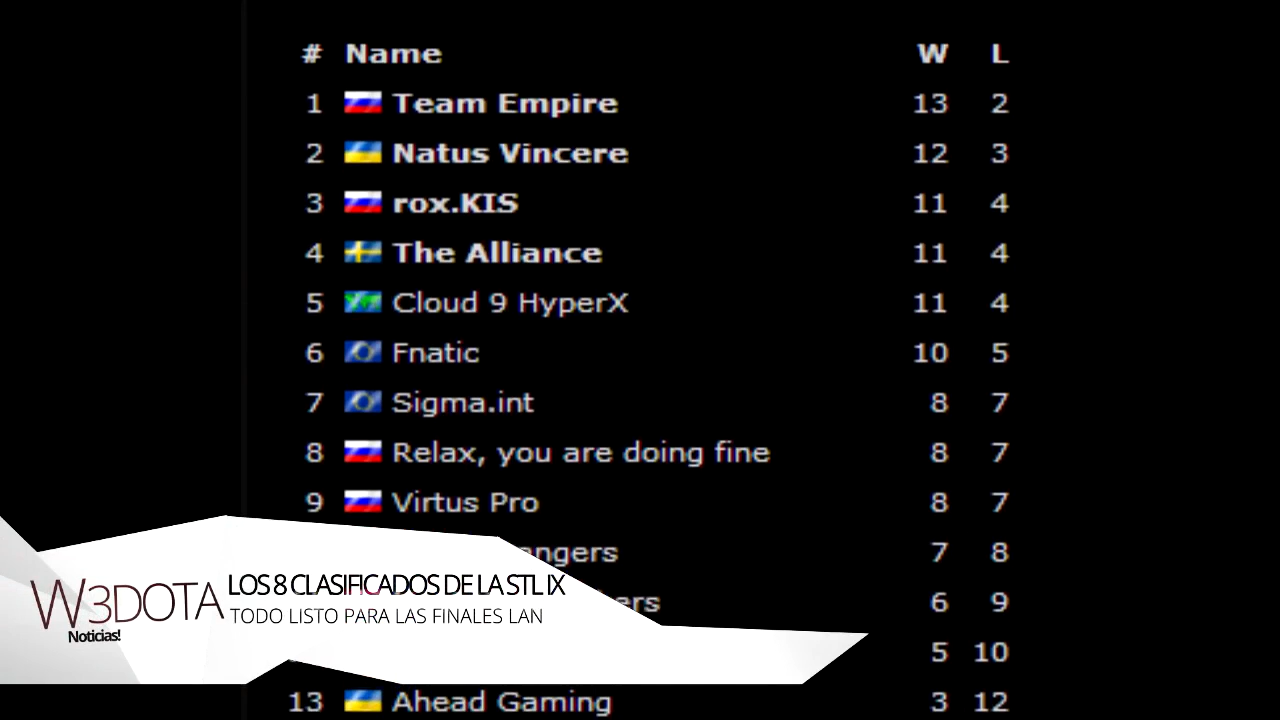 # Name W L
1 Team Empire 13 2
2 Natus Vincere 12 3
3 rox.KIS 11 4
4 The Alliance 11 4
5 Cloud 9 HyperX 11 4
6 Fnatic 10 5
7 Sigma.int 8 7
8 Relax, you are doing fine 8 7
9 Virtus Pro 8 7
7 8
6 9
5 10
13 Ahead Gaming 3 12
W3DOTA
Noticias!
LOS 8 CLASIFICADOS DE LA STL IX
TODO LISTO PARA LAS FINALES LAN